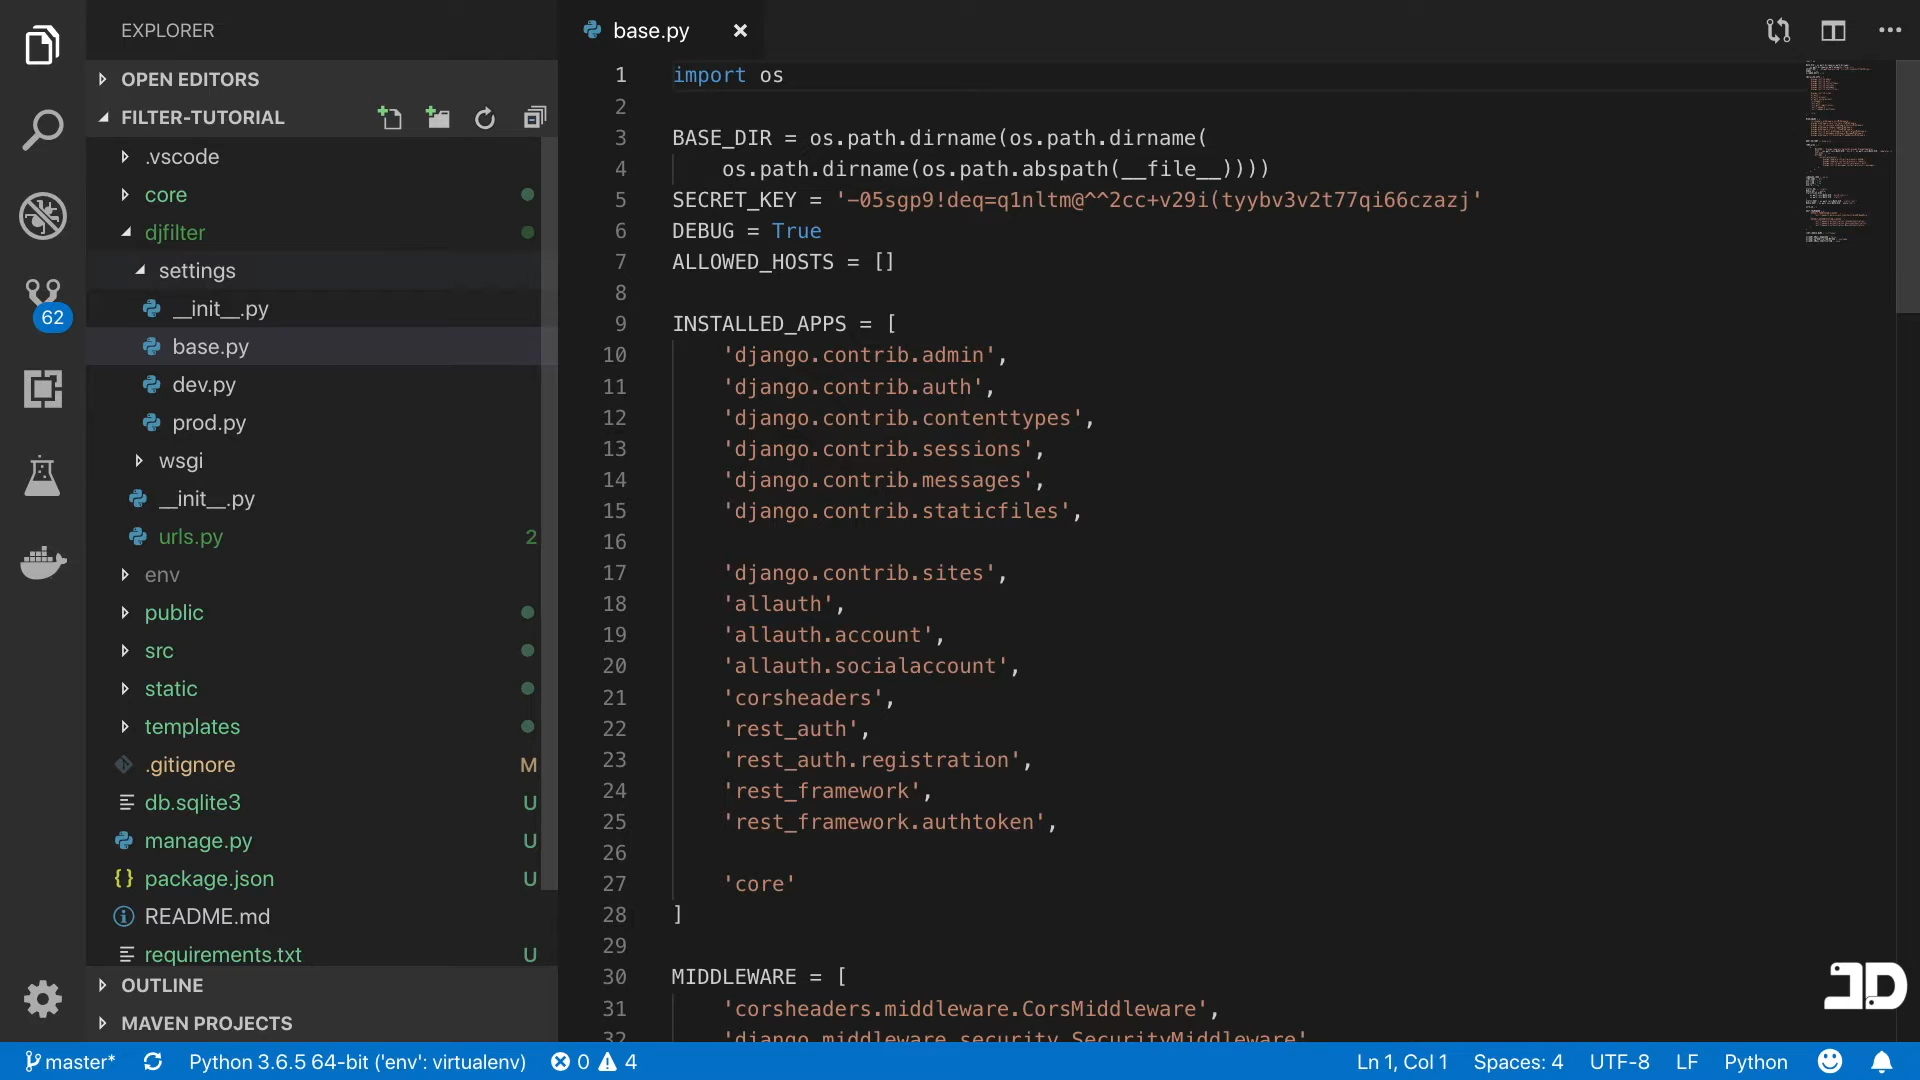 EXPLORER
OPEN EDITORS
FILTER-TUTORIAL
.vscode
core
djfilter
settings
__init__.py
base.py
dev.py
prod.py
wsgi
__init__.py
urls.py 2
env
public
src
static
templates
.gitignore M
db.sqlite3 U
manage.py U
package.json U
README.md
requirements.txt U
OUTLINE
MAVEN PROJECTS
62
base.py
1 import os
2
3 BASE_DIR = os.path.dirname(os.path.dirname(
4     os.path.dirname(os.path.abspath(__file__))))
5 SECRET_KEY = '-05sgp9!deq=q1nltm@^^2cc+v29i(tyybv3v2t77qi66czazj'
6 DEBUG = True
7 ALLOWED_HOSTS = []
8
9 INSTALLED_APPS = [
10     'django.contrib.admin',
11     'django.contrib.auth',
12     'django.contrib.contenttypes',
13     'django.contrib.sessions',
14     'django.contrib.messages',
15     'django.contrib.staticfiles',
16
17     'django.contrib.sites',
18     'allauth',
19     'allauth.account',
20     'allauth.socialaccount',
21     'corsheaders',
22     'rest_auth',
23     'rest_auth.registration',
24     'rest_framework',
25     'rest_framework.authtoken',
26
27     'core'
28 ]
29
30 MIDDLEWARE = [
31     'corsheaders.middleware.CorsMiddleware',
32     'django.middleware.security.SecurityMiddleware'
JD
master* Python 3.6.5 64-bit ('env': virtualenv) 0 4 Ln 1, Col 1 Spaces: 4 UTF-8 LF Python